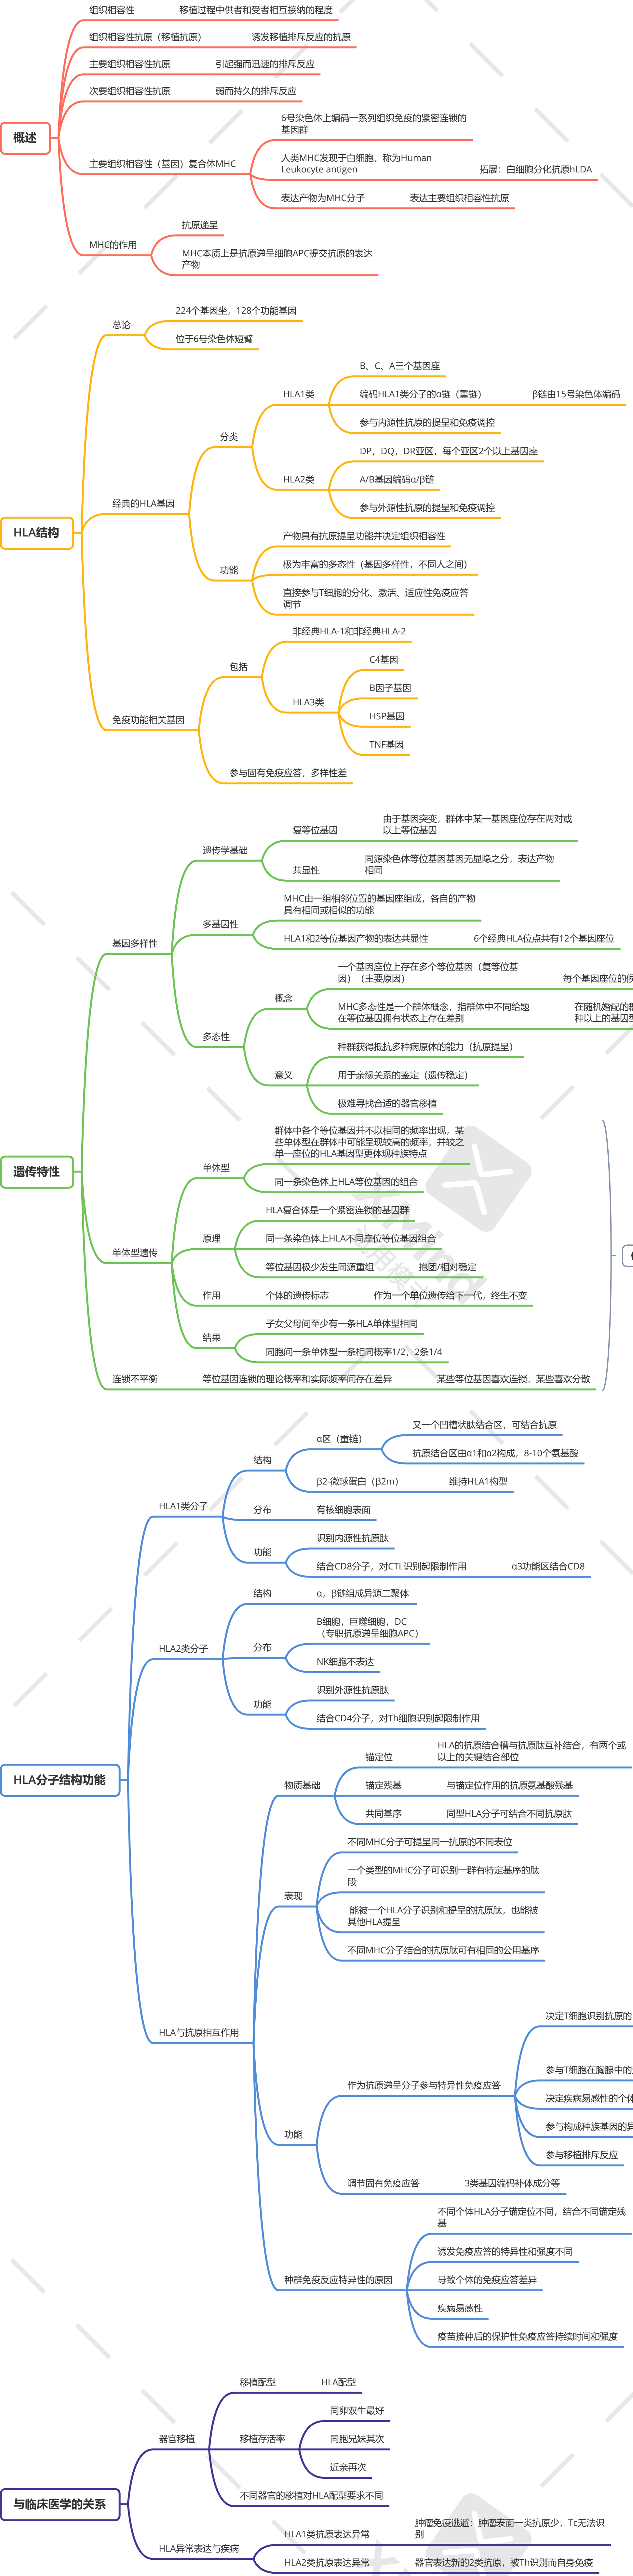 概述
组织相容性
移植过程中供者和受者相互接纳的程度
组织相容性抗原（移植抗原）
诱发移植排斥反应的抗原
主要组织相容性抗原
引起强而迅速的排斥反应
次要组织相容性抗原
弱而持久的排斥反应
主要组织相容性（基因）复合体MHC
6号染色体上编码一系列组织免疫的紧密连锁的
基因群
人类MHC发现于白细胞，称为Human
Leukocyte antigen
拓展：白细胞分化抗原hLDA
表达产物为MHC分子
表达主要组织相容性抗原
MHC的作用
抗原递呈
MHC本质上是抗原递呈细胞APC提交抗原的表达
产物
HLA结构
总论
224个基因坐，128个功能基因
位于6号染色体短臂
经典的HLA基因
分类
HLA1类
B、C、A三个基因座
编码HLA1类分子的α链（重链）
β链由15号染色体编码
参与内源性抗原的提呈和免疫调控
HLA2类
DP，DQ，DR亚区，每个亚区2个以上基因座
A/B基因编码α/β链
参与外源性抗原的提呈和免疫调控
功能
产物具有抗原提呈功能并决定组织相容性
极为丰富的多态性（基因多样性，不同人之间）
直接参与T细胞的分化、激活、适应性免疫应答
调节
免疫功能相关基因
包括
非经典HLA-1和非经典HLA-2
HLA3类
C4基因
B因子基因
HSP基因
TNF基因
参与固有免疫应答，多样性差
遗传特性
基因多样性
遗传学基础
复等位基因
由于基因突变，群体中某一基因座位存在两对或
以上等位基因
共显性
同源染色体等位基因基因无显隐之分，表达产物
相同
多基因性
MHC由一组相邻位置的基因座组成，各自的产物
具有相同或相似的功能
HLA1和2等位基因产物的表达共显性
6个经典HLA位点共有12个基因座位
多态性
概念
一个基因座位上存在多个等位基因（复等位基
因）（主要原因）
每个基因座位的候
MHC多态性是一个群体概念，指群体中不同给题
在等位基因拥有状态上存在差别
在随机婚配的群
种以上的基因型
意义
种群获得抵抗多种病原体的能力（抗原提呈）
用于亲缘关系的鉴定（遗传稳定）
极难寻找合适的器官移植
单体型遗传
单体型
群体中各个等位基因并不以相同的频率出现，某
些单体型在群体中可能呈现较高的频率，并较之
单一座位的HLA基因型更体现种族特点
同一条染色体上HLA等位基因的组合
原理
HLA复合体是一个紧密连锁的基因群
同一条染色体上HLA不同座位等位基因组合
等位基因极少发生同源重组
抱团/相对稳定
作用
个体的遗传标志
作为一个单位遗传给下一代，终生不变
结果
子女父母间至少有一条HLA单体型相同
同胞间一条单体型一条相同概率1/2，2条1/4
连锁不平衡
等位基因连锁的理论概率和实际频率间存在差异
某些等位基因喜欢连锁，某些喜欢分散
HLA分子结构功能
HLA1类分子
结构
α区（重链）
又一个凹槽状肽结合区，可结合抗原
抗原结合区由α1和α2构成，8-10个氨基酸
β2-微球蛋白（β2m）
维持HLA1构型
分布
有核细胞表面
功能
识别内源性抗原肽
结合CD8分子，对CTL识别起限制作用
α3功能区结合CD8
HLA2类分子
结构
α，β链组成异源二聚体
分布
B细胞，巨噬细胞，DC
（专职抗原递呈细胞APC）
NK细胞不表达
功能
识别外源性抗原肽
结合CD4分子，对Th细胞识别起限制作用
HLA与抗原相互作用
物质基础
锚定位
HLA的抗原结合槽与抗原肽互补结合，有两个或
以上的关键结合部位
锚定残基
与锚定位作用的抗原氨基酸残基
共同基序
同型HLA分子可结合不同抗原肽
表现
不同MHC分子可提呈同一抗原的不同表位
一个类型的MHC分子可识别一群有特定基序的肽
段
能被一个HLA分子识别和提呈的抗原肽，也能被
其他HLA提呈
不同MHC分子结合的抗原肽可有相同的公用基序
功能
作为抗原递呈分子参与特异性免疫应答
决定T细胞识别抗原的
参与T细胞在胸腺中的
决定疾病易感性的个体
参与构成种族基因的异
参与移植排斥反应
调节固有免疫应答
3类基因编码补体成分等
种群免疫反应特异性的原因
不同个体HLA分子锚定位不同，结合不同锚定残
基
诱发免疫应答的特异性和强度不同
导致个体的免疫应答差异
疾病易感性
疫苗接种后的保护性免疫应答持续时间和强度
与临床医学的关系
器官移植
移植配型
HLA配型
移植存活率
同卵双生最好
同胞兄妹其次
近亲再次
不同器官的移植对HLA配型要求不同
HLA异常表达与疾病
HLA1类抗原表达异常
肿瘤免疫逃避：肿瘤表面一类抗原少，Tc无法识
别
HLA2类抗原表达异常
器官表达新的2类抗原，被Th识别而自身免疫
XMind
试用模式